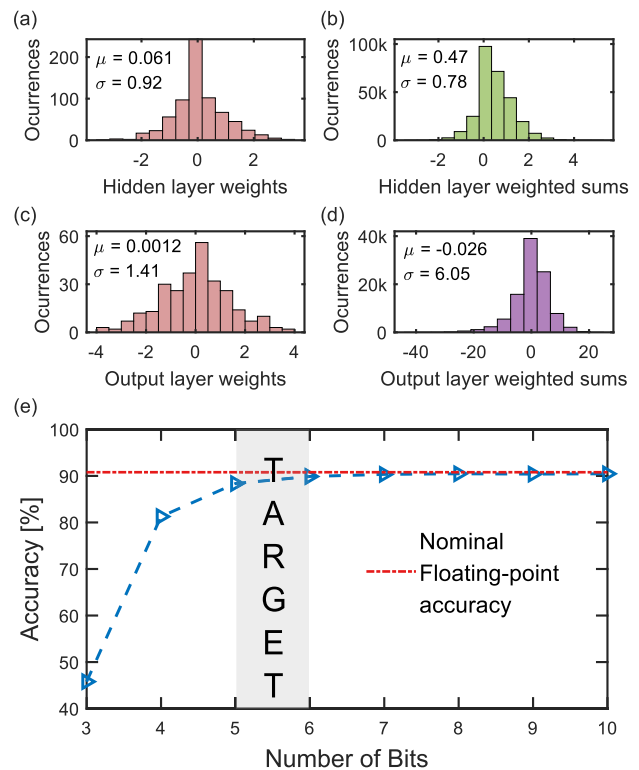 (a)
(b)
Ocurrences
200
100
0
μ = 0.061
σ = 0.92
-2
0
2
Hidden layer weights
Ocurrences
100k
50k
0
μ = 0.47
σ = 0.78
-2
0
2
4
Hidden layer weighted sums
(c)
(d)
Ocurrences
60
30
0
μ = 0.0012
σ = 1.41
-4
-2
0
2
4
Output layer weights
Ocurrences
40k
20k
0
μ = -0.026
σ = 6.05
-40
-20
0
20
Output layer weighted sums
(e)
Accuracy [%]
100
90
80
70
60
50
40
T
A
R
G
E
T
Nominal
Floating-point
accuracy
3
4
5
6
7
8
9
10
Number of Bits